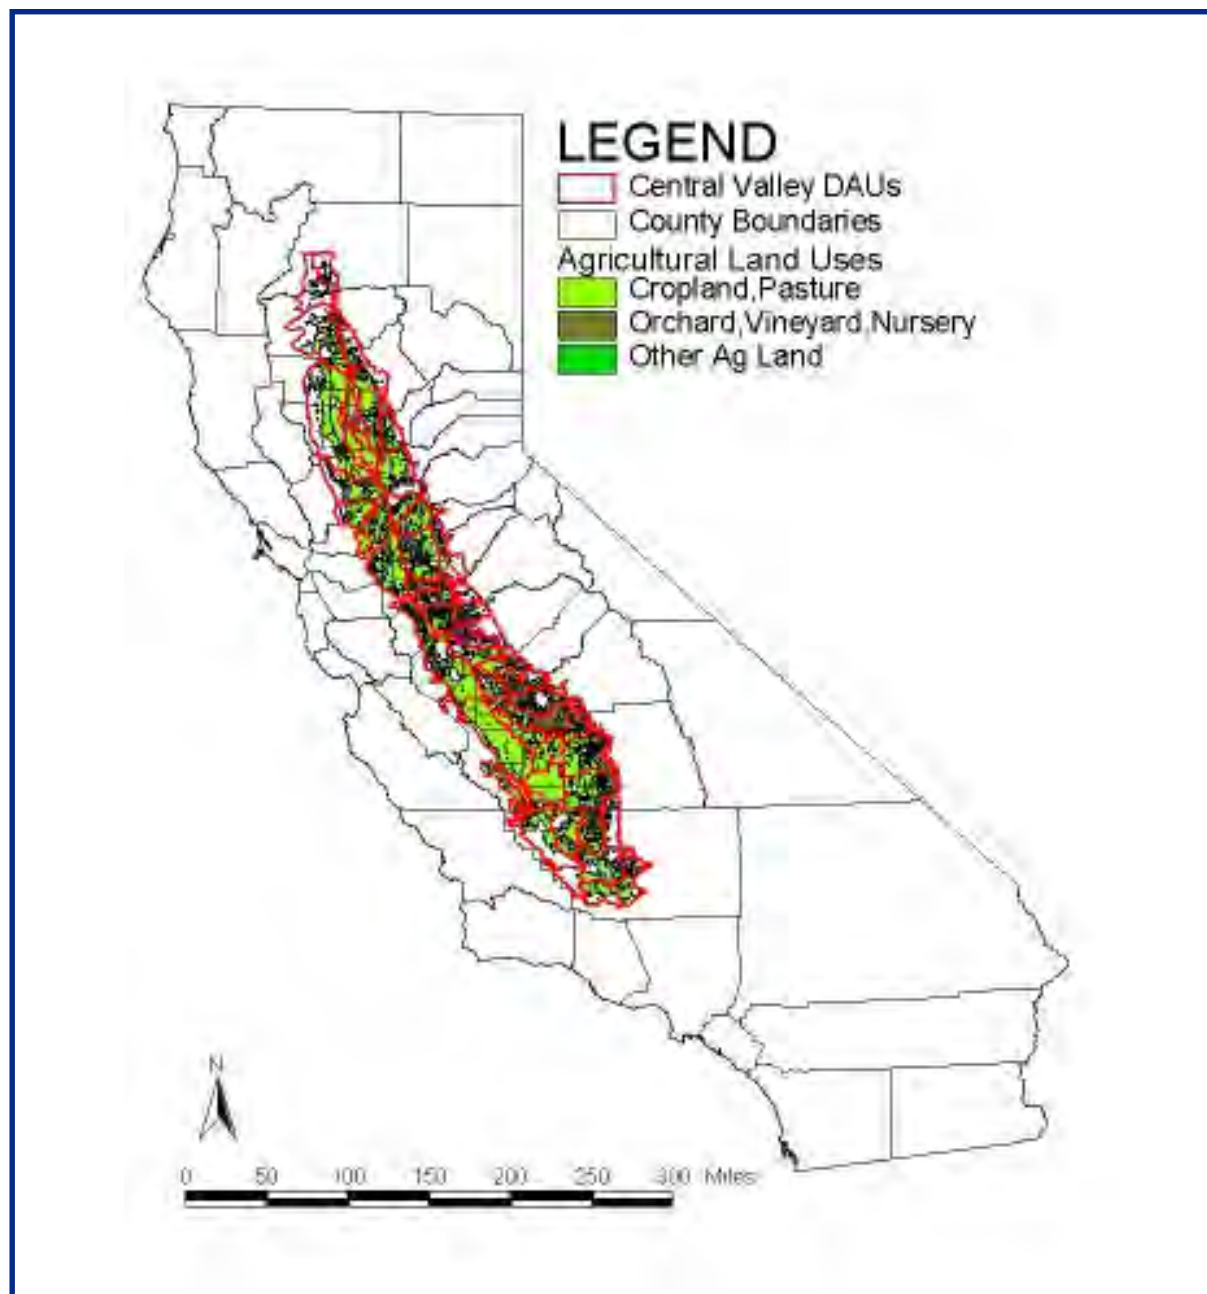 LEGEND
Central Valley DAUs
County Boundaries
Agricultural Land Uses
Cropland,Pasture
Orchard,Vineyard,Nursery
Other Ag Land
N
0 50 100 150 200 250 300 Miles